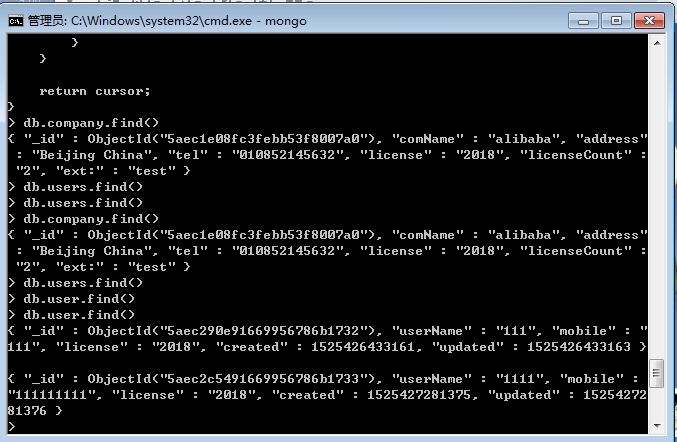 管理员: C:\Windows\system32\cmd.exe - mongo
}
}
return cursor;
}
> db.company.find()
{ "_id" : ObjectId("5aec1e08fc3febb53f8007a0"), "comName" : "alibaba", "address"
: "Beijing China", "tel" : "010852145632", "license" : "2018", "licenseCount" :
"2", "ext:" : "test" }
> db.users.find()
> db.users.find()
> db.company.find()
{ "_id" : ObjectId("5aec1e08fc3febb53f8007a0"), "comName" : "alibaba", "address"
: "Beijing China", "tel" : "010852145632", "license" : "2018", "licenseCount" :
"2", "ext:" : "test" }
> db.users.find()
> db.user.find()
> db.user.find()
{ "_id" : ObjectId("5aec290e91669956786b1732"), "userName" : "111", "mobile" : "
111", "license" : "2018", "created" : 1525426433161, "updated" : 1525426433163 }
{ "_id" : ObjectId("5aec2c5491669956786b1733"), "userName" : "1111", "mobile" :
"111111111", "license" : "2018", "created" : 1525427281375, "updated" : 15254272
81376 }
>